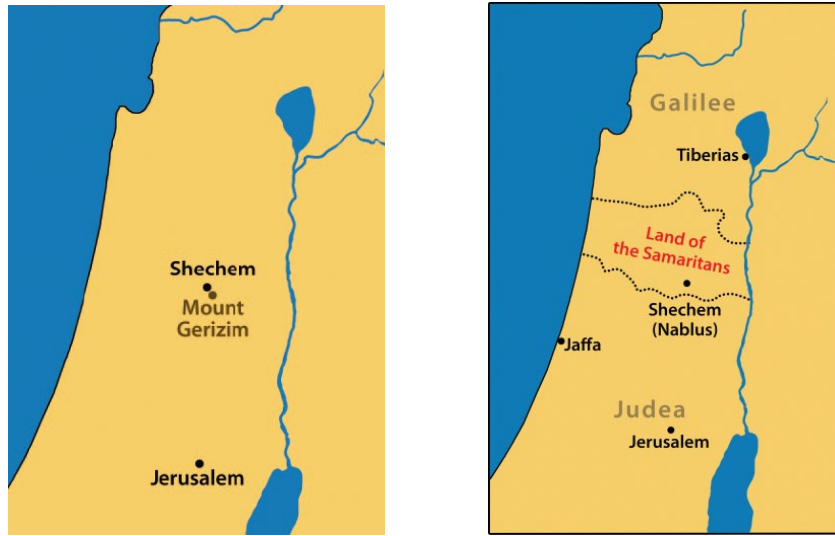 Shechem
Mount
Gerizim
Jerusalem
Galilee
Tiberias
Land of
the Samaritans
Shechem
(Nablus)
Jaffa
Judea
Jerusalem